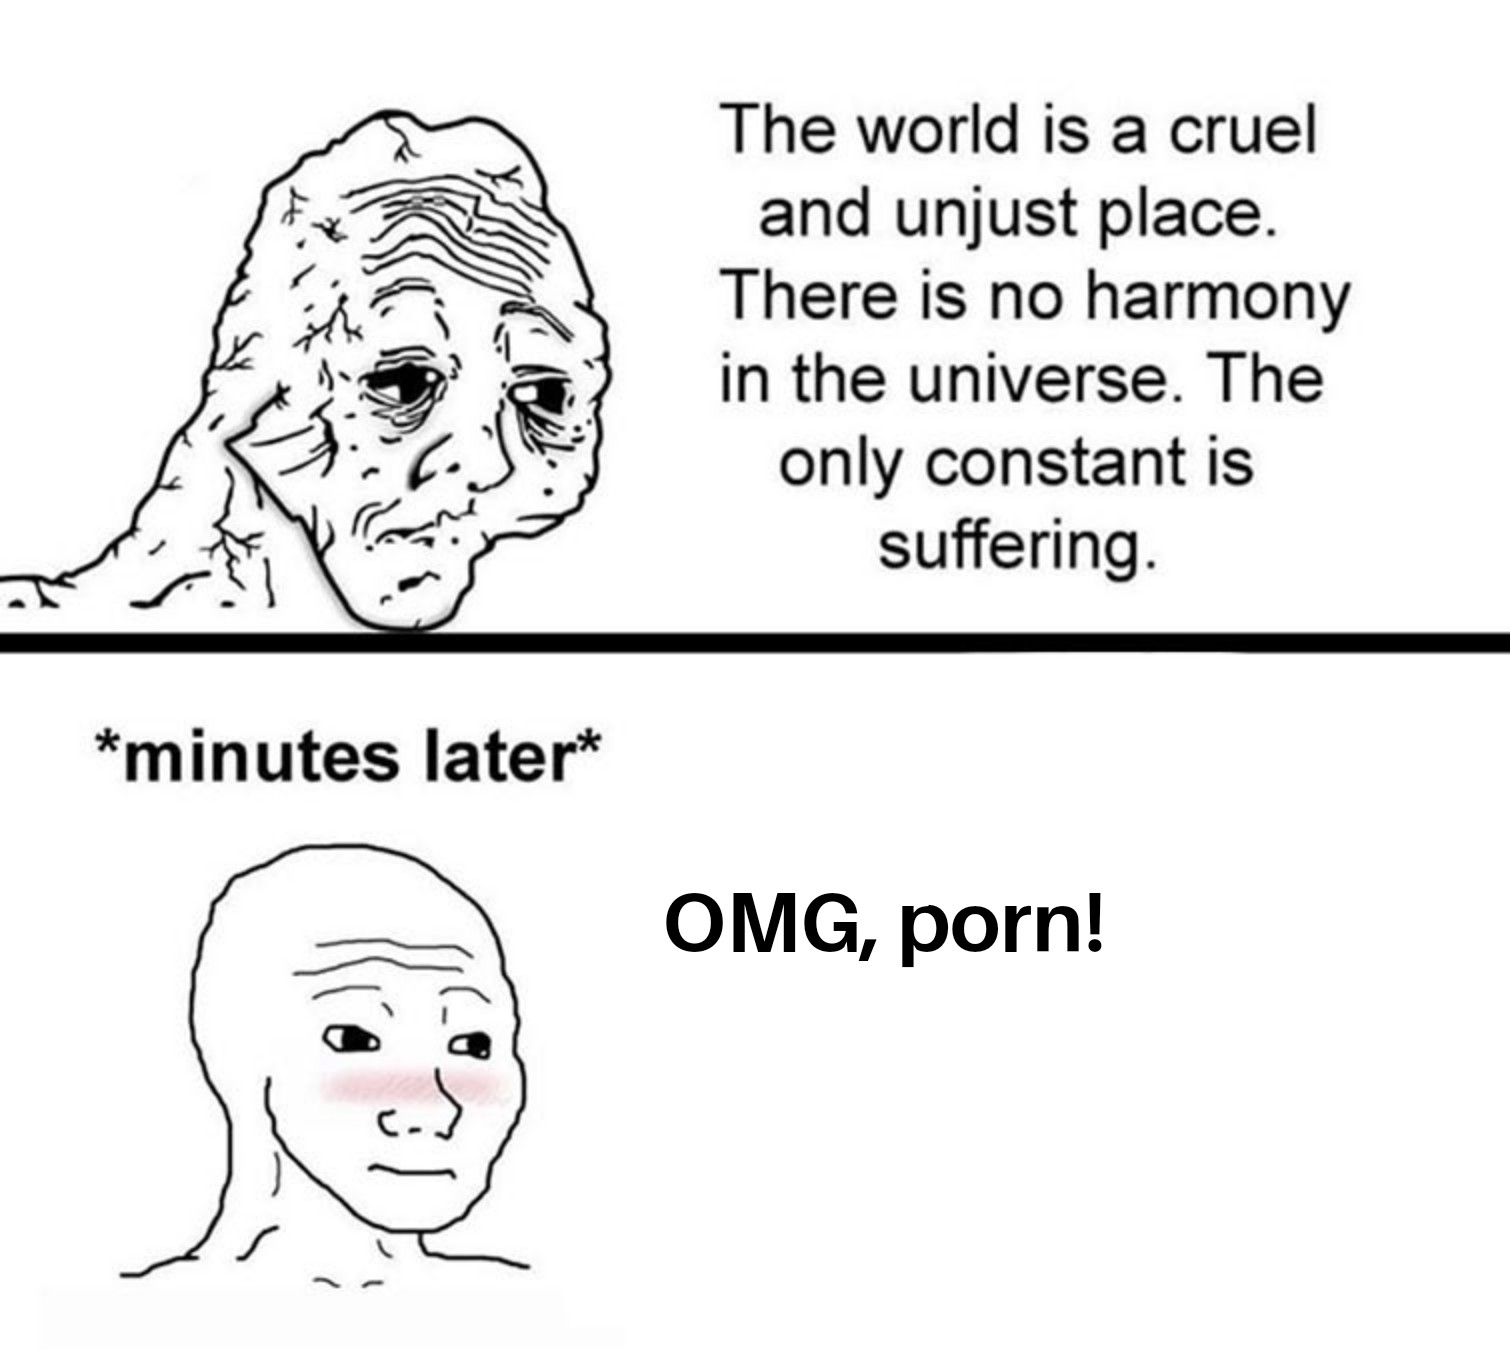 The world is a cruel
and unjust place.
There is no harmony
in the universe. The
only constant is
suffering.
*minutes later*
OMG, porn!